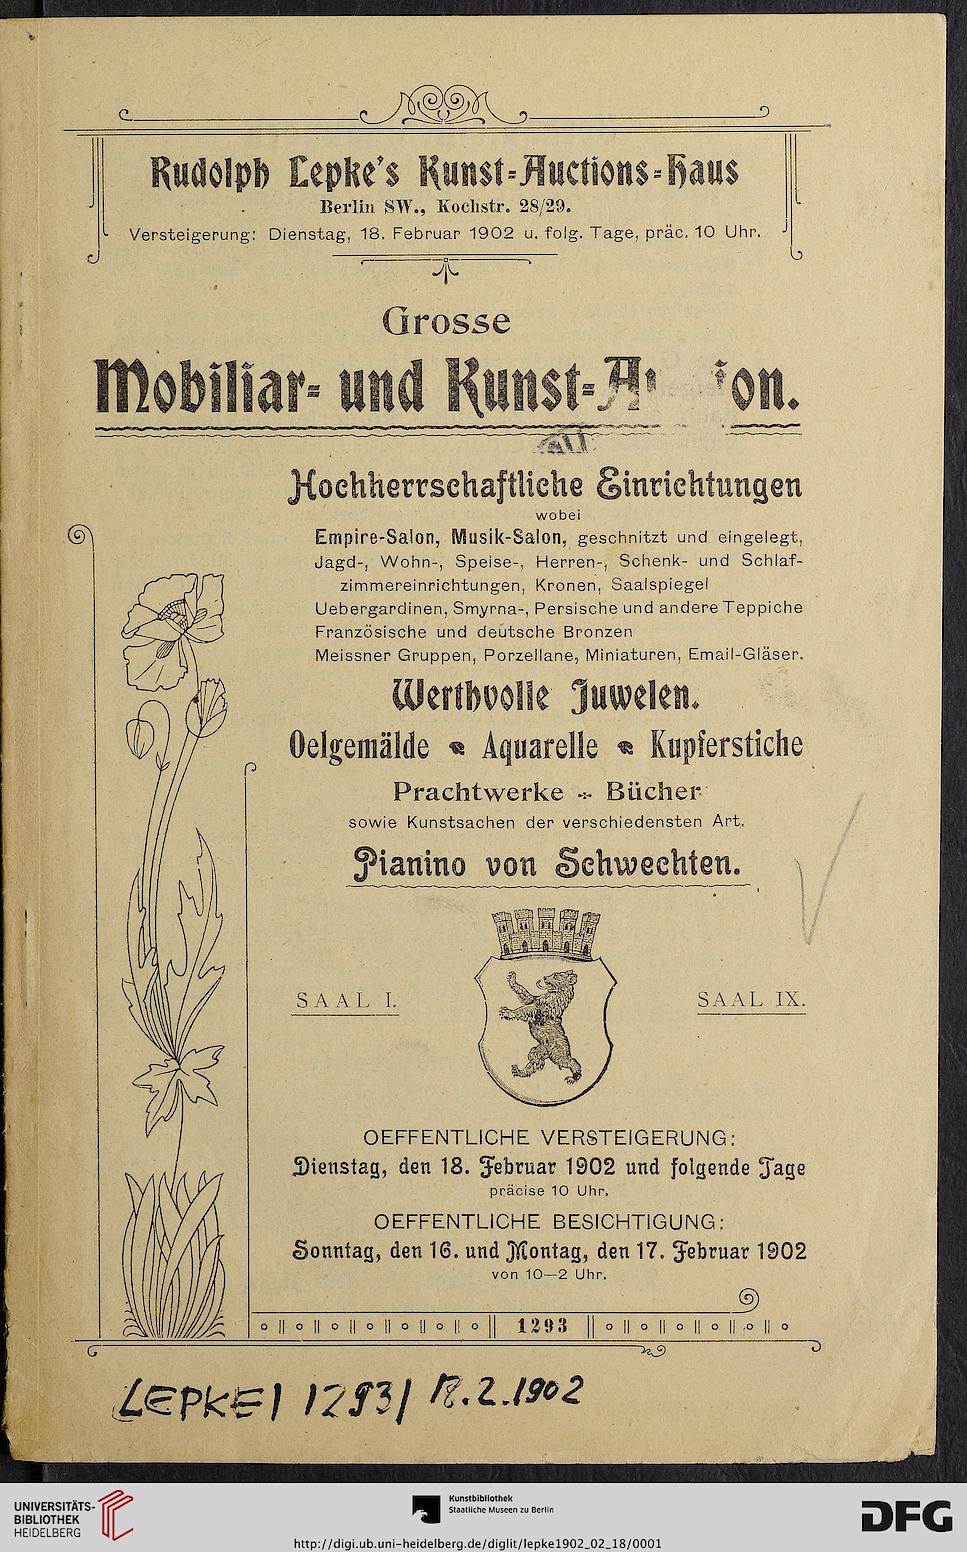 Rudolph Lepke's Kunst-Auctions-Haus
Berlin SW., Kochstr. 28/29.
Versteigerung: Dienstag, 18. Februar 1902 u. folg. Tage, präc. 10 Uhr.
Grosse
Mobiliar- und Kunst-
Hochherrschaftliche Einrichtungen
wobei
Empire-Salon, Musik-Salon, geschnitzt und eingelegt,
Jagd-, Wohn-, Speise-, Herren-, Schenk- und Schlaf-
zimmereinrichtungen, Kronen, Saalspiegel
Uebergardinen, Smyrna-, Persische und andere Teppiche
Französische und deutsche Bronzen
Meissner Gruppen, Porzellane, Miniaturen, Email-Gläser.
Werthvolle Juwelen.
Oelgemälde Aquarelle Kupferstiche
Prachtwerke Bücher
sowie Kunstsachen der verschiedensten Art.
Pianino von Schwechten.
SAAL I.
SAAL IX.
OEFFENTLICHE VERSTEIGERUNG:
Dienstag, den 18. Februar 1902 und folgende Tage
präcise 10 Uhr.
OEFFENTLICHE BESICHTIGUNG:
Sonntag, den 16. und Montag, den 17. Februar 1902
von 10—2 Uhr.
1293
LEPKE / 1293 / 18.2.1902
UNIVERSITÄTS-
BIBLIOTHEK
HEIDELBERG
Kunstbibliothek
Staatliche Museen zu Berlin
DFG
http://digi.ub.uni-heidelberg.de/diglit/lepke1902_02_18/0001